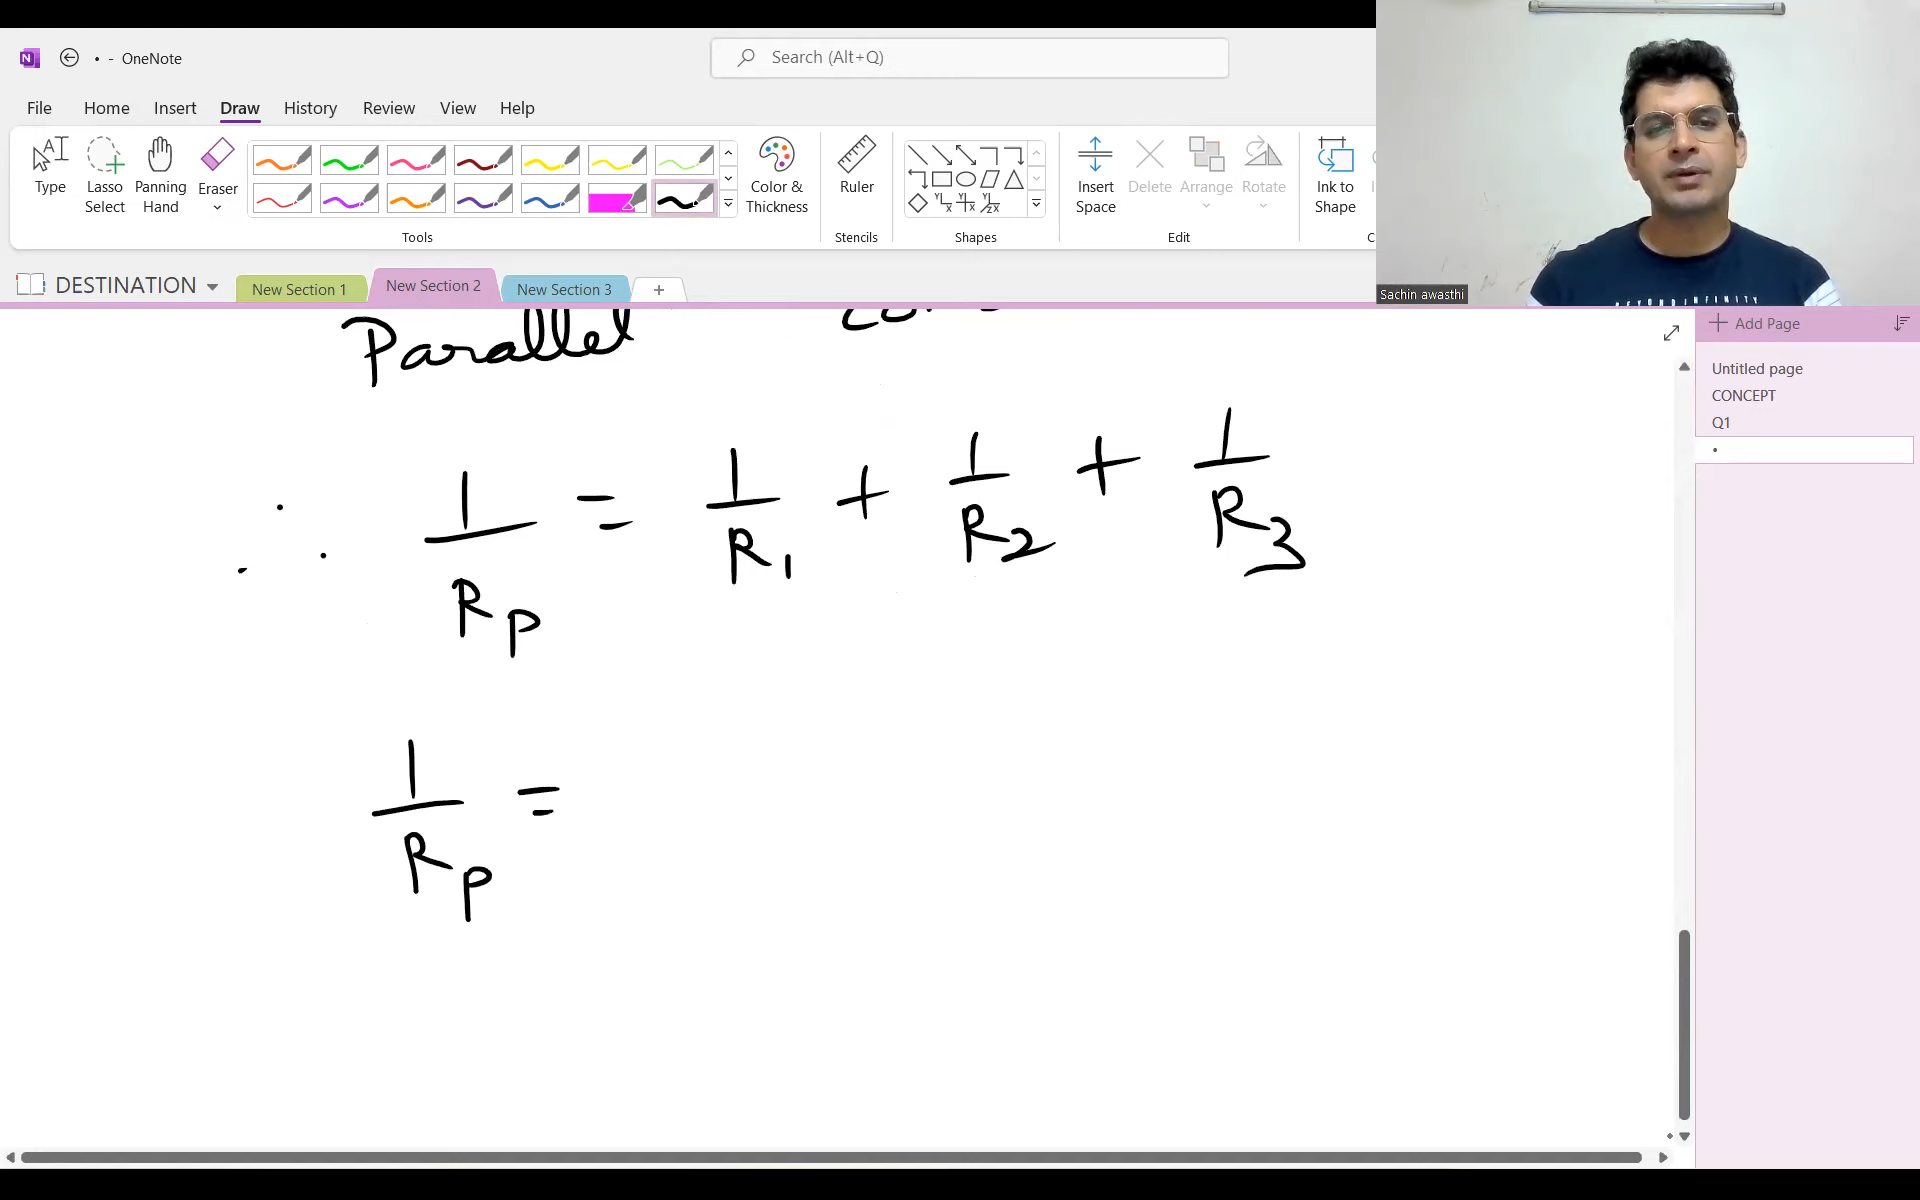 • - OneNote
Search (Alt+Q)
File Home Insert Draw History Review View Help
Type
Lasso Select
Panning Hand
Eraser
Color & Thickness
Ruler
Insert Space
Delete
Arrange
Rotate
Ink to Shape
Tools
Stencils
Shapes
Edit
DESTINATION
New Section 1
New Section 2
New Section 3
+
Sachin awasthi
BEYOND INFINITY
Add Page
Untitled page
CONCEPT
Q1
•
Parallel
∴ 1/Rp = 1/R1 + 1/R2 + 1/R3
1/Rp =